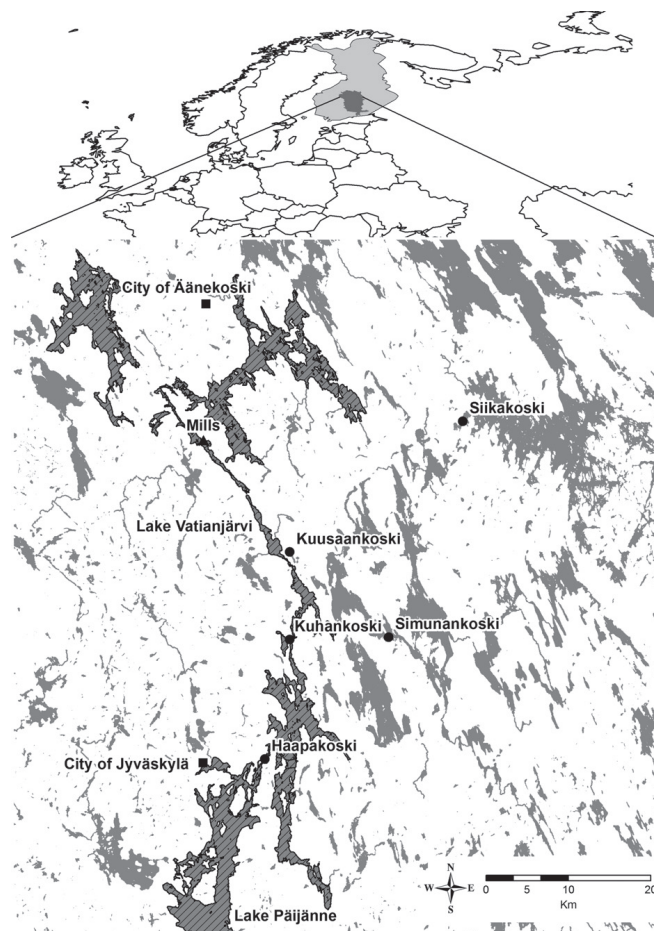 City of Äänekoski
Siikakoski
Mills
Lake Vatianjärvi
Kuusaankoski
Kuhankoski
Simunankoski
Haapakoski
City of Jyväskylä
N
W E
S
0 5 10 20
Km
Lake Päijänne